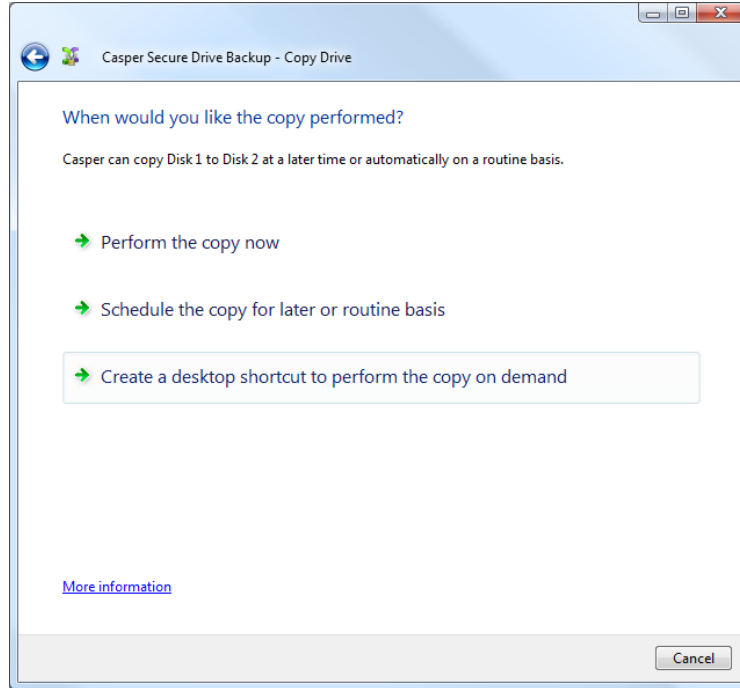 Casper Secure Drive Backup - Copy Drive
When would you like the copy performed?
Casper can copy Disk 1 to Disk 2 at a later time or automatically on a routine basis.
Perform the copy now
Schedule the copy for later or routine basis
Create a desktop shortcut to perform the copy on demand
More information
Cancel